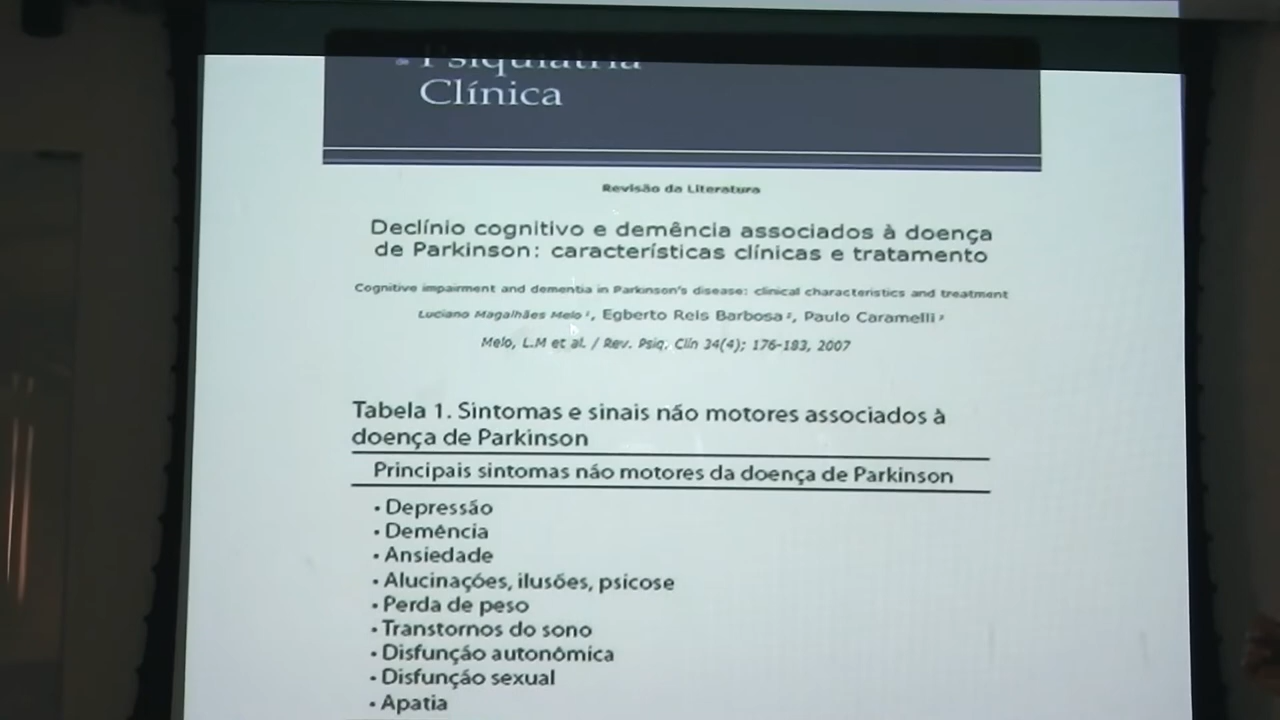 Psiquiatria
Clínica
Revisão da Literatura
Declínio cognitivo e demência associados à doença
de Parkinson: características clínicas e tratamento
Cognitive impairment and dementia in Parkinson's disease: clinical characteristics and treatment
Luciano Magalhães Melo ¹, Egberto Reis Barbosa ², Paulo Caramelli ³
Melo, L.M et al. / Rev. Psiq. Clín 34(4); 176-183, 2007
Tabela 1. Sintomas e sinais não motores associados à
doença de Parkinson
Principais sintomas não motores da doença de Parkinson
• Depressão
• Demência
• Ansiedade
• Alucinações, ilusões, psicose
• Perda de peso
• Transtornos do sono
• Disfunção autonômica
• Disfunção sexual
• Apatia